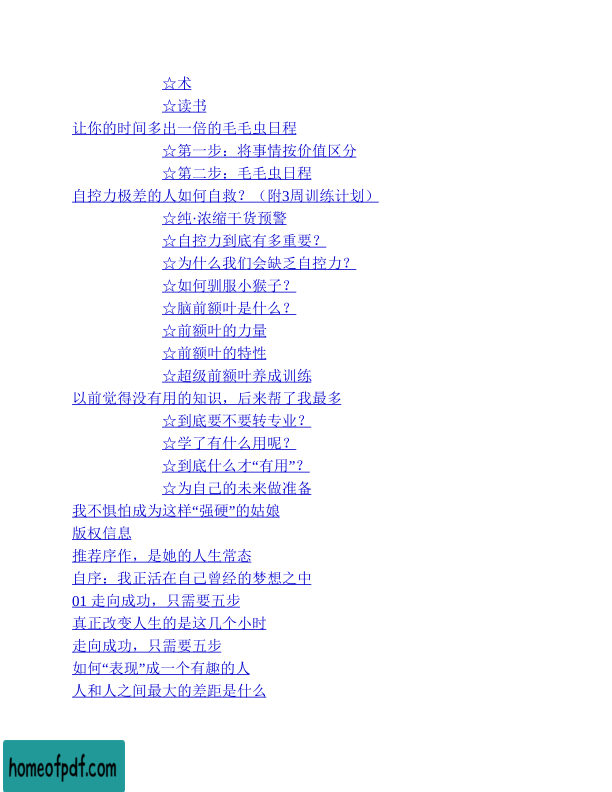 ☆术
☆读书
让你的时间多出一倍的毛毛虫日程
☆第一步：将事情按价值区分
☆第二步：毛毛虫日程
自控力极差的人如何自救？（附3周训练计划）
☆纯·浓缩干货预警
☆自控力到底有多重要？
☆为什么我们会缺乏自控力？
☆如何驯服小猴子？
☆脑前额叶是什么？
☆前额叶的力量
☆前额叶的特性
☆超级前额叶养成训练
以前觉得没有用的知识，后来帮了我最多
☆到底要不要转专业？
☆学了有什么用呢？
☆到底什么才“有用”？
☆为自己的未来做准备
我不惧怕成为这样“强硬”的姑娘
版权信息
推荐序作，是她的人生常态
自序：我正活在自己曾经的梦想之中
01 走向成功，只需要五步
真正改变人生的是这几个小时
走向成功，只需要五步
如何“表现”成一个有趣的人
人和人之间最大的差距是什么
homeofpdf.com